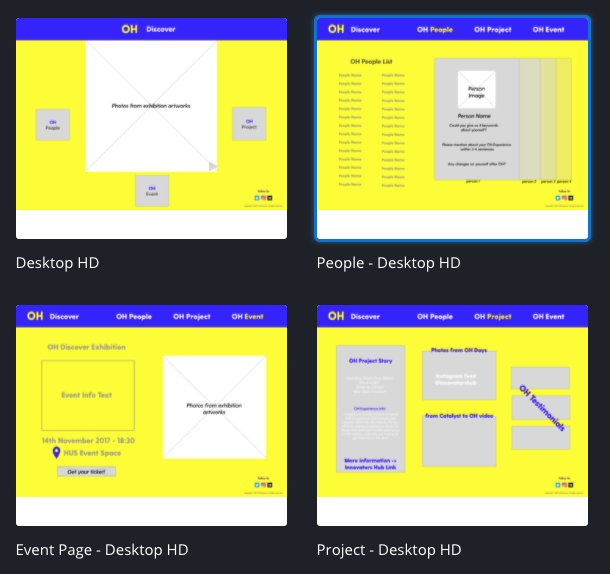 OH Discover
Photos from exhibition artworks
OH
People
OH
Project
OH
Event
Follow Us
Desktop HD
OH Discover OH People OH Project OH Event
OH People List
People Name People Name
People Name People Name
People Name People Name
People Name People Name
People Name People Name
People Name People Name
People Name People Name
People Name People Name
People Name People Name
People Name People Name
People Name People Name
People Name People Name
People Name People Name
People Name People Name
Person
Image
Person Name
Could you give us 3 keywords
about yourself?
Please mention about your OH Experience
within 3-4 sentences
Any changes on yourself after OH?
person 1 person 2 person 3 person 4
Follow Us
People - Desktop HD
OH Discover OH People OH Project OH Event
OH Discover Exhibition
Event Info Text
Photos from exhibition
artworks
14th November 2017 - 18:30
HUS Event Space
Get your ticket!
Follow Us
Event Page - Desktop HD
OH Discover OH People OH Project OH Event
OH Project Story
OH Experience Info
More Information ->
Innovators Hub Link
Photos from OH Days
Instagram Feed
#innovatorshub
from Catalyst to OH video
OH Testimonials
Follow Us
Project - Desktop HD